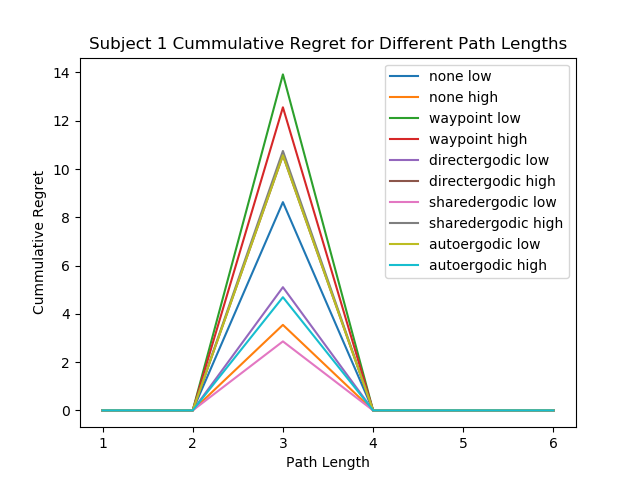 Subject 1 Cummulative Regret for Different Path Lengths
14
12
10
8
6
4
2
0
Cummulative Regret
none low
none high
waypoint low
waypoint high
directergodic low
directergodic high
sharedergodic low
sharedergodic high
autoergodic low
autoergodic high
1 2 3 4 5 6
Path Length